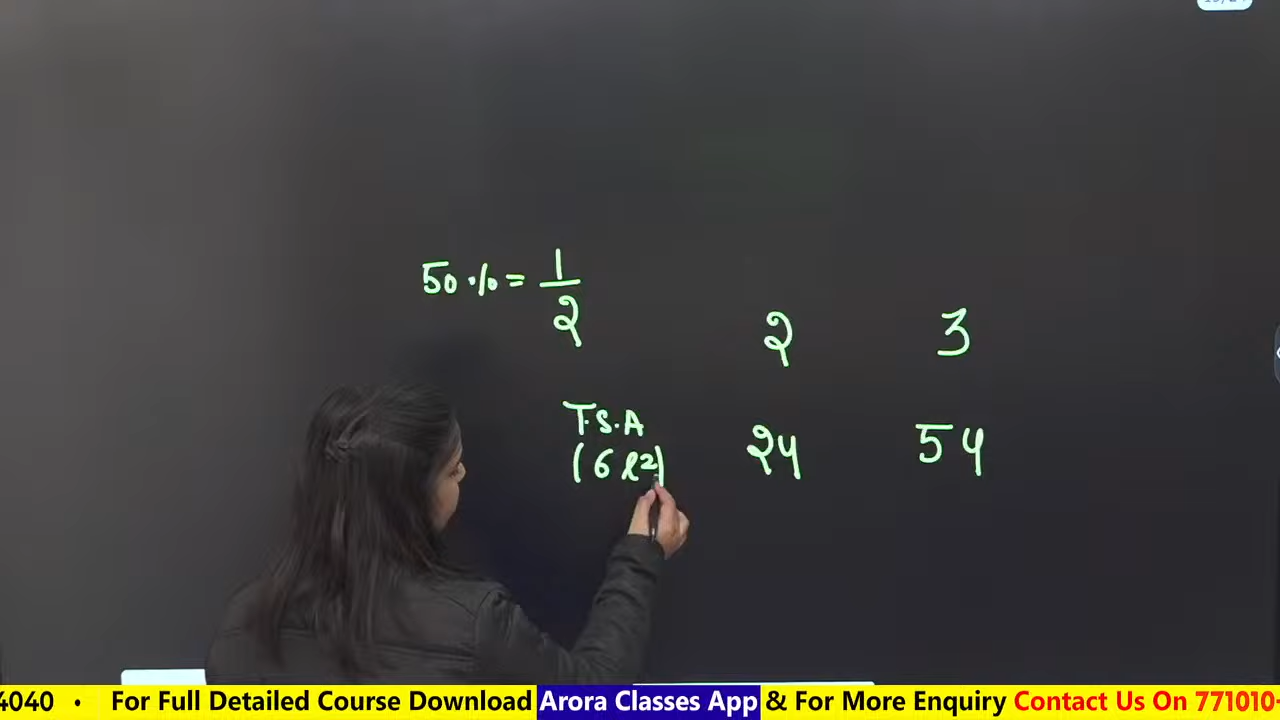 50% = 1/2
2 3
T.S.A 24 54
(6l²)
4040 • For Full Detailed Course Download Arora Classes App & For More Enquiry Contact Us On 771010